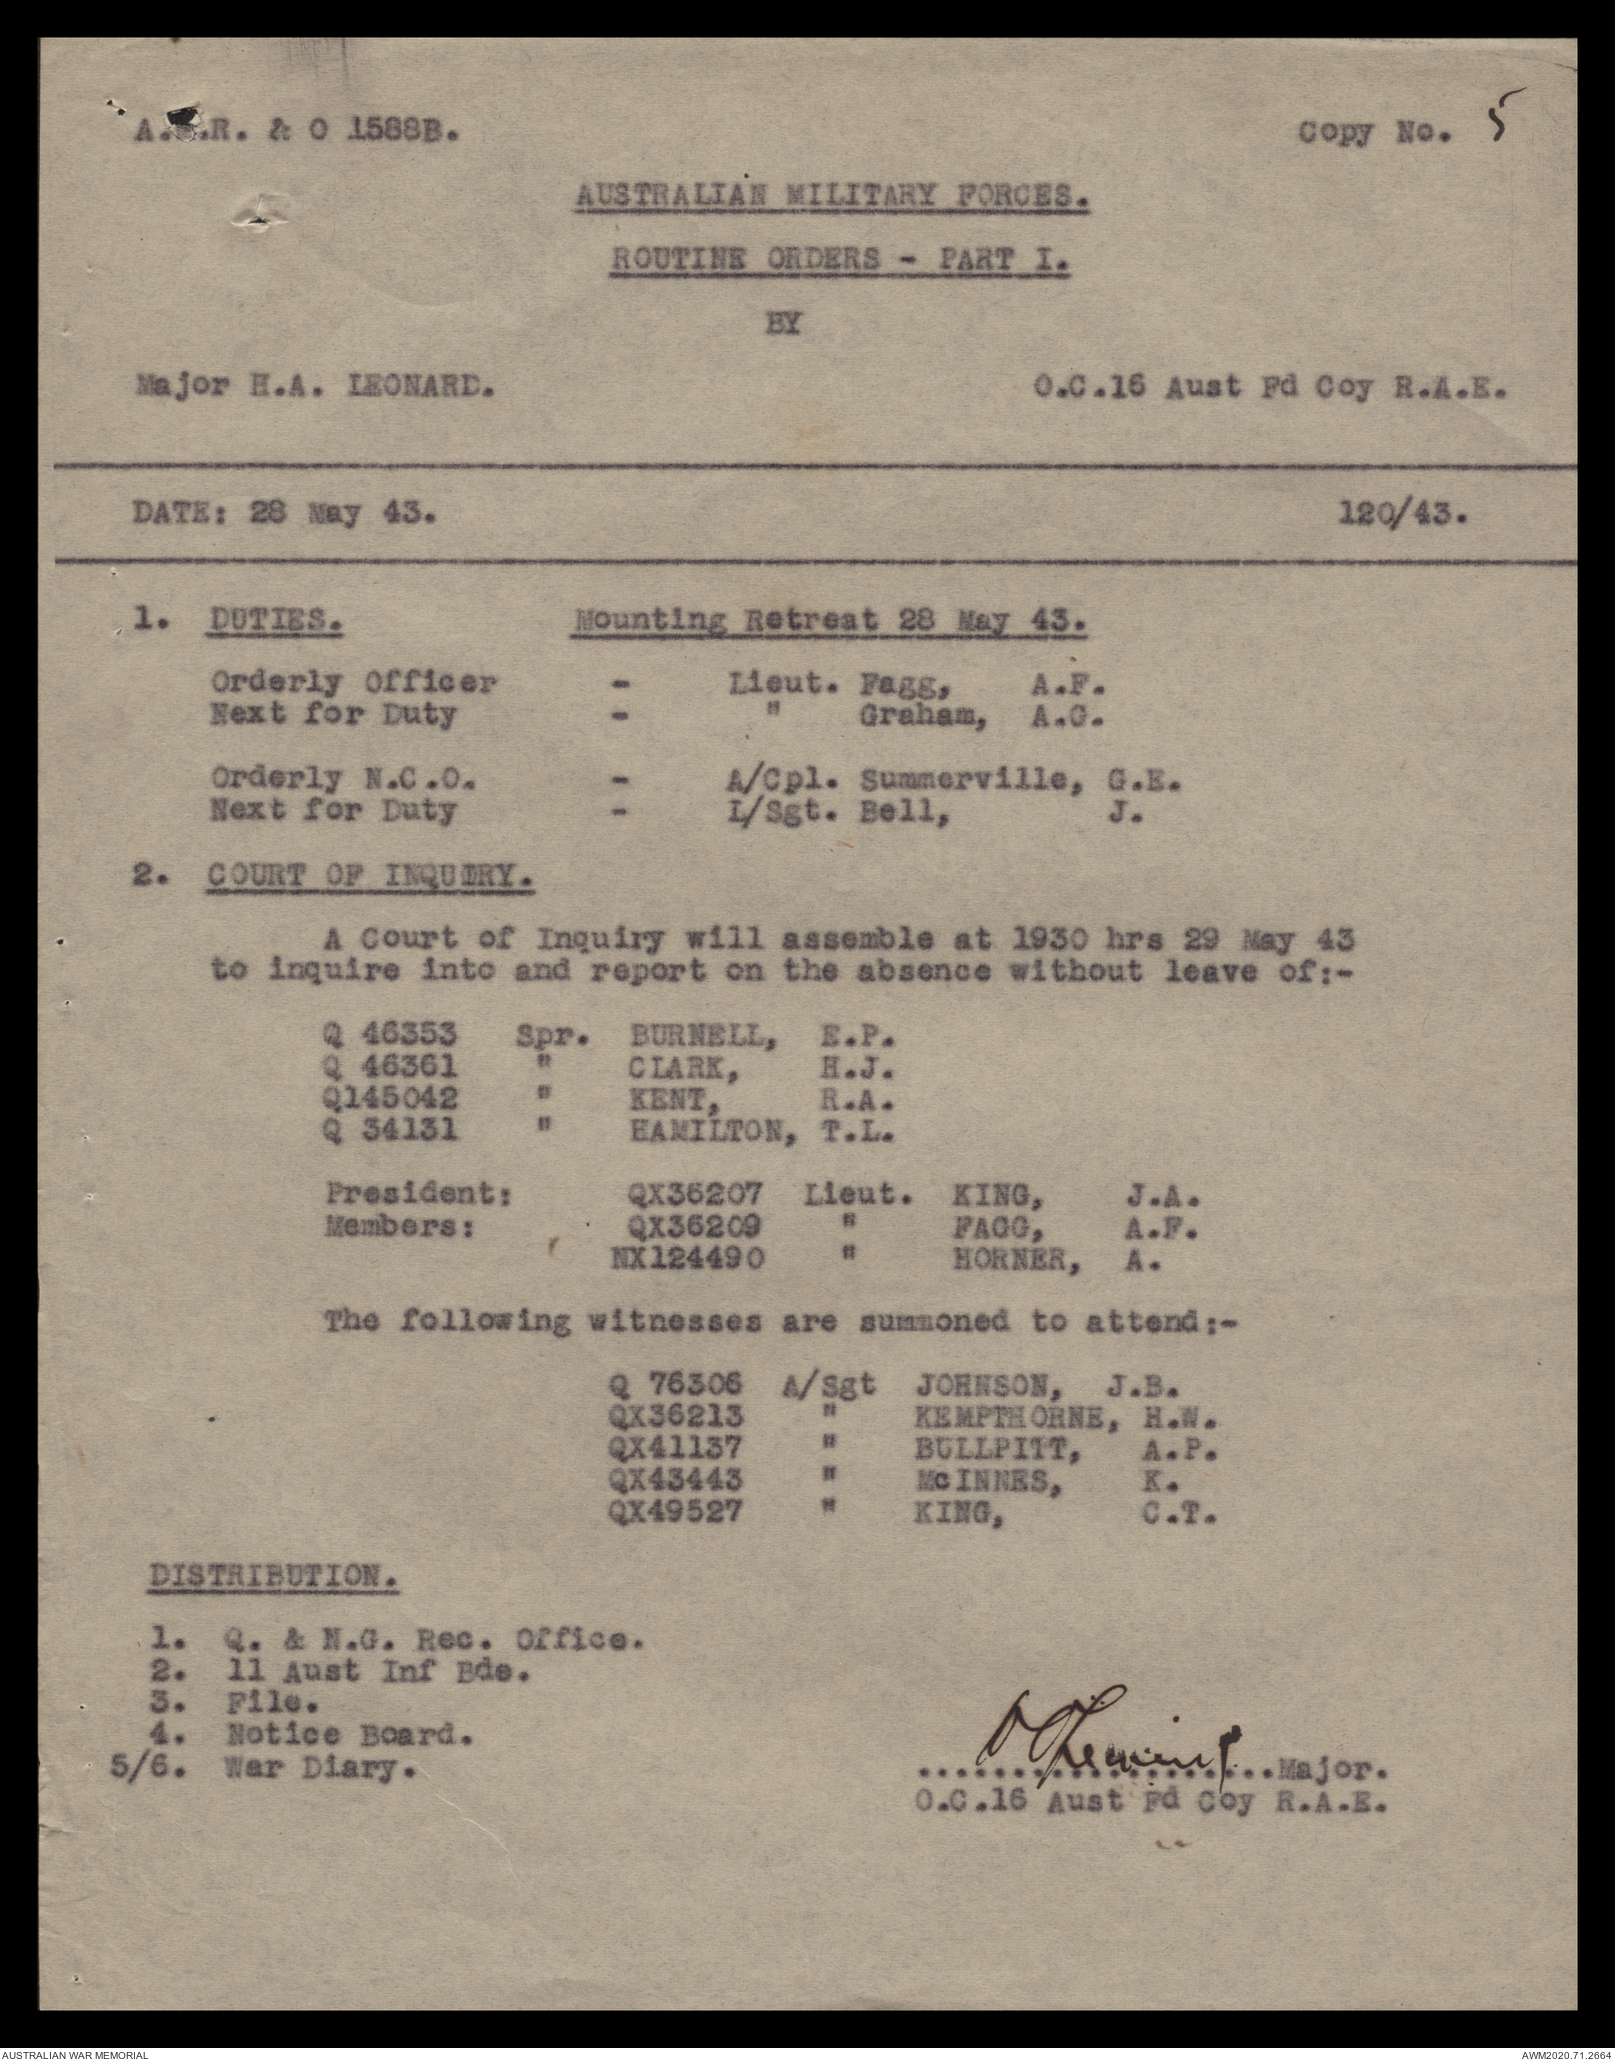 A.M.R. & O 1588B. Copy No. 5
AUSTRALIAN MILITARY FORCES.
ROUTINE ORDERS - PART I.
BY
Major H.A. LEONARD. O.C.16 Aust Fd Coy R.A.E.
DATE: 28 May 43. 120/43.
1. DUTIES. Mounting Retreat 28 May 43.
Orderly Officer - Lieut. Fagg, A.F.
Next for Duty - " Graham, A.G.
Orderly N.C.O. - A/Cpl. Summerville, G.E.
Next for Duty - L/Sgt. Bell, J.
2. COURT OF INQUIRY.
A Court of Inquiry will assemble at 1930 hrs 29 May 43
to inquire into and report on the absence without leave of:-
Q 46353 Spr. BURNELL, E.P.
Q 46361 " CLARK, H.J.
Q145042 " KENT, R.A.
Q 34131 " HAMILTON, T.L.
President: QX36207 Lieut. KING, J.A.
Members: QX36209 " FAGG, A.F.
NX124490 " HORNER, A.
The following witnesses are summoned to attend:-
Q 76306 A/Sgt JOHNSON, J.B.
QX36213 " KEMPTHORNE, H.W.
QX41137 " BULLPITT, A.P.
QX43443 " McINNES, K.
QX49527 " KING, C.T.
DISTRIBUTION.
1. Q. & N.G. Rec. Office.
2. 11 Aust Inf Bde.
3. File.
4. Notice Board.
5/6. War Diary.
....................Major.
O.C.16 Aust Fd Coy R.A.E.
AUSTRALIAN WAR MEMORIAL AWM2020.71.2664